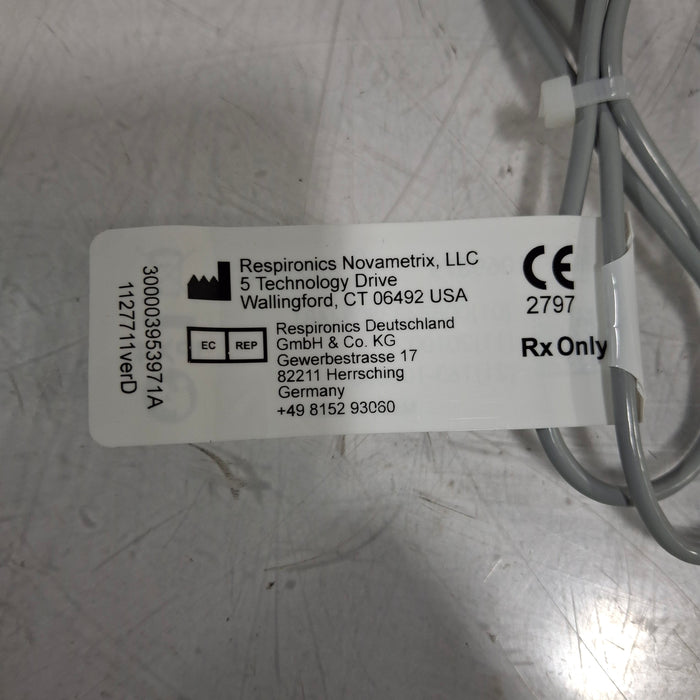 Respironics Novametrix, LLC
5 Technology Drive
Wallingford, CT 06492 USA
EC REP
Respironics Deutschland
GmbH & Co. KG
Gewerbestrasse 17
82211 Herrsching
Germany
+49 8152 93060
CE
2797
Rx Only
300003953971A
1127711verD